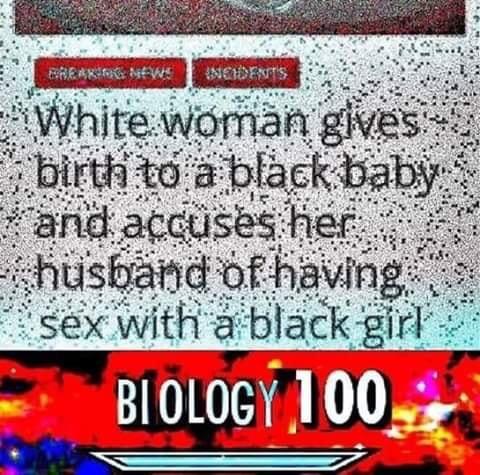 BREAKING NEWS INCIDENTS
White woman gives
birth to a black baby
and accuses her
husband of having
sex with a black girl
BIOLOGY 100